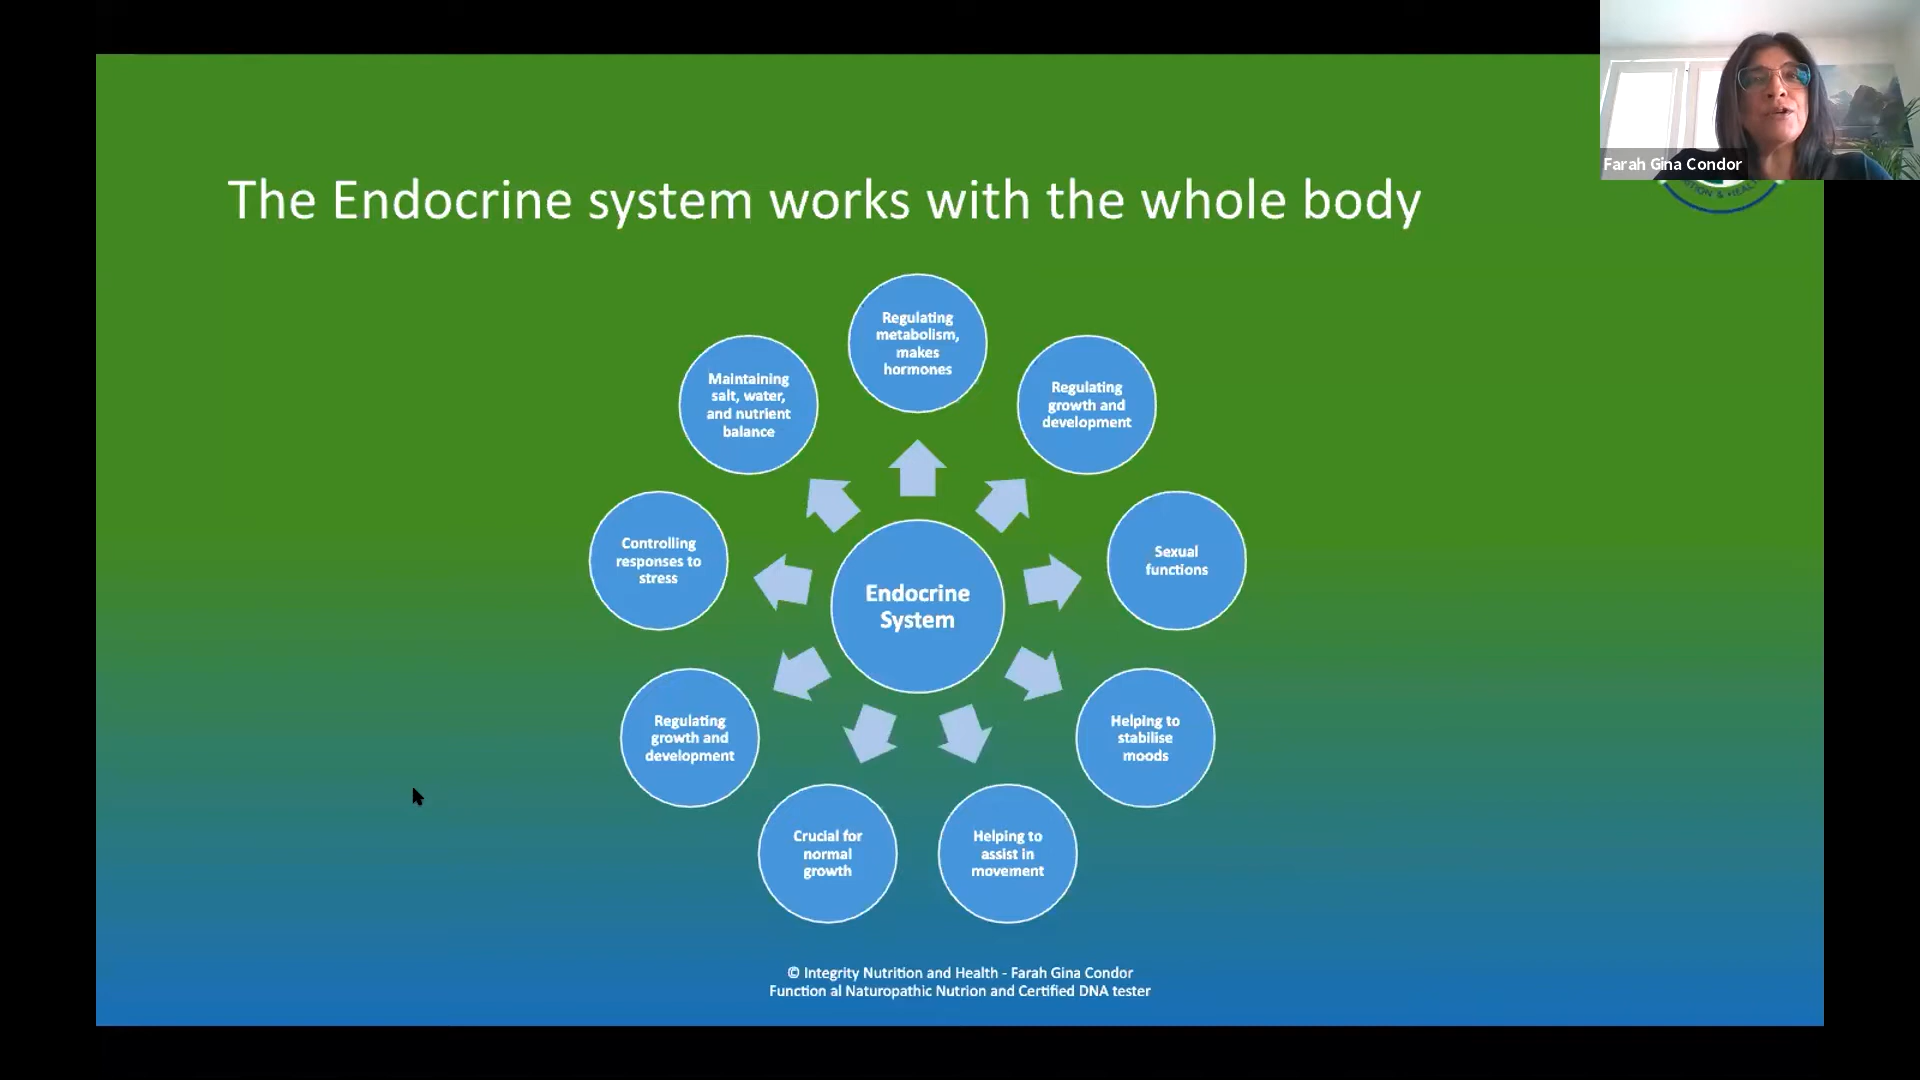 Farah Gina Condor
The Endocrine system works with the whole body
Regulating
metabolism,
makes
hormones
Regulating
growth and
development
Sexual
functions
Helping to
stabilise
moods
Helping to
assist in
movement
Crucial for
normal
growth
Regulating
growth and
development
Controlling
responses to
stress
Maintaining
salt, water,
and nutrient
balance
Endocrine
System
© Integrity Nutrition and Health - Farah Gina Condor
Function al Naturopathic Nutrion and Certified DNA tester